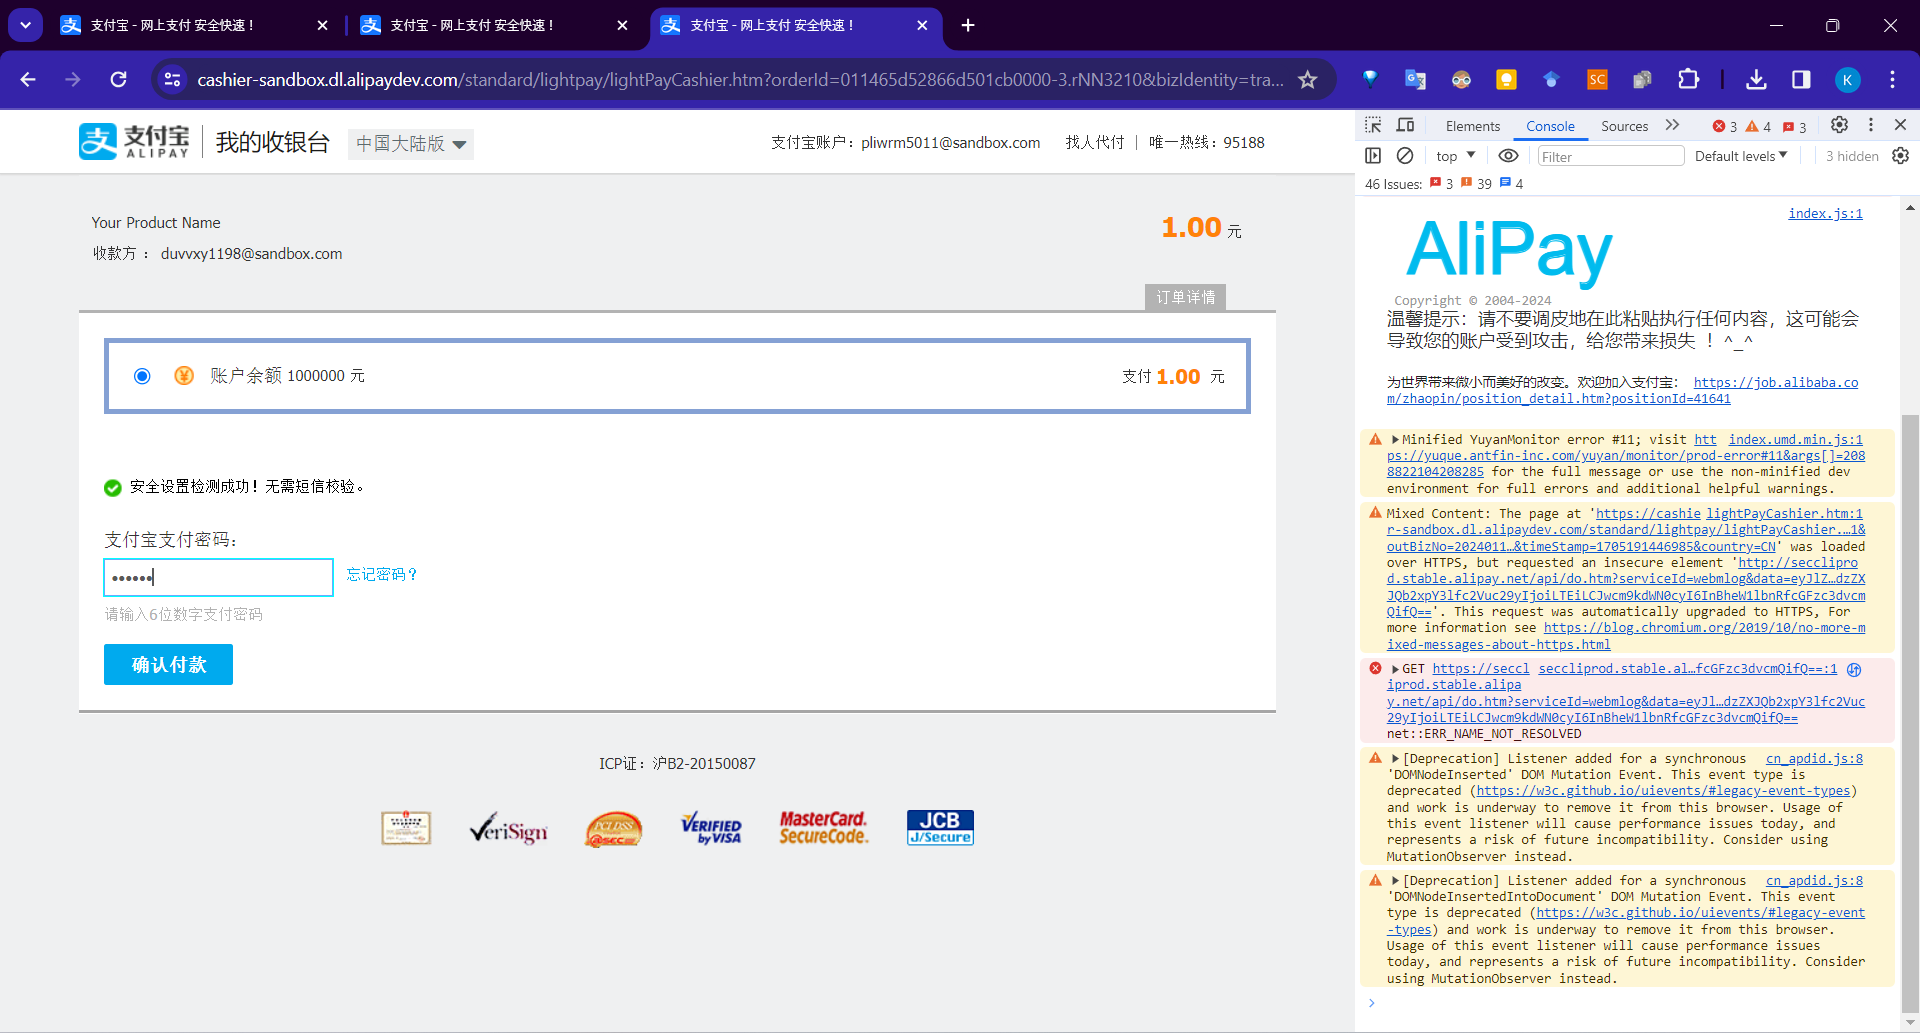 支付宝 - 网上支付 安全快速！
支付宝 - 网上支付 安全快速！
支付宝 - 网上支付 安全快速！
cashier-sandbox.dl.alipaydev.com/standard/lightpay/lightPayCashier.htm?orderId=011465d52866d501cb0000-3.rNN3210&bizIdentity=tra...
SC
K
支付宝 ALIPAY
我的收银台
中国大陆版
支付宝账户：pliwrm5011@sandbox.com
找人代付
唯一热线：95188
Your Product Name
1.00 元
收款方： duvvxy1198@sandbox.com
订单详情
账户余额 1000000 元
支付 1.00 元
安全设置检测成功！无需短信校验。
支付宝支付密码：
••••••
忘记密码？
请输入6位数字支付密码
确认付款
ICP证：沪B2-20150087
VeriSign
VERIFIED by VISA
MasterCard. SecureCode.
JCB J/Secure
Elements
Console
Sources
3
4
3
top
Filter
Default levels
3 hidden
46 Issues: 3 39 4
index.js:1
AliPay
Copyright © 2004-2024
温馨提示：请不要调皮地在此粘贴执行任何内容，这可能会
导致您的账户受到攻击，给您带来损失 ！^_^
为世界带来微小而美好的改变。欢迎加入支付宝： https://job.alibaba.co
m/zhaopin/position_detail.htm?positionId=41641
Minified YuyanMonitor error #11; visit htt index.umd.min.js:1
ps://yuque.antfin-inc.com/yuyan/monitor/prod-error#11&args[]=208
8822104208285 for the full message or use the non-minified dev
environment for full errors and additional helpful warnings.
Mixed Content: The page at 'https://cashie lightPayCashier.htm:1
r-sandbox.dl.alipaydev.com/standard/lightpay/lightPayCashier.…1&
outBizNo=2024011…&timeStamp=1705191446985&country=CN' was loaded
over HTTPS, but requested an insecure element 'http://seccliprо
d.stable.alipay.net/api/do.htm?serviceId=webmlog&data=eyJlZ…dzZX
JQb2xpY3lfc2Vuc29yIjoiLTEiLCJwcm9kdWN0cyI6InBheW1lbnRfcGFzc3dvcm
QifQ=='. This request was automatically upgraded to HTTPS, For
more information see https://blog.chromium.org/2019/10/no-more-m
ixed-messages-about-https.html
GET https://seccl seccliprod.stable.al…fcGFzc3dvcmQifQ==:1
iprod.stable.alipa
y.net/api/do.htm?serviceId=webmlog&data=eyJl…dzZXJQb2xpY3lfc2Vuc
29yIjoiLTEiLCJwcm9kdWN0cyI6InBheW1lbnRfcGFzc3dvcmQifQ==
net::ERR_NAME_NOT_RESOLVED
[Deprecation] Listener added for a synchronous cn_apdid.js:8
'DOMNodeInserted' DOM Mutation Event. This event type is
deprecated (https://w3c.github.io/uievents/#legacy-event-types)
and work is underway to remove it from this browser. Usage of
this event listener will cause performance issues today, and
represents a risk of future incompatibility. Consider using
MutationObserver instead.
[Deprecation] Listener added for a synchronous cn_apdid.js:8
'DOMNodeInsertedIntoDocument' DOM Mutation Event. This event
type is deprecated (https://w3c.github.io/uievents/#legacy-event
-types) and work is underway to remove it from this browser.
Usage of this event listener will cause performance issues
today, and represents a risk of future incompatibility. Consider
using MutationObserver instead.